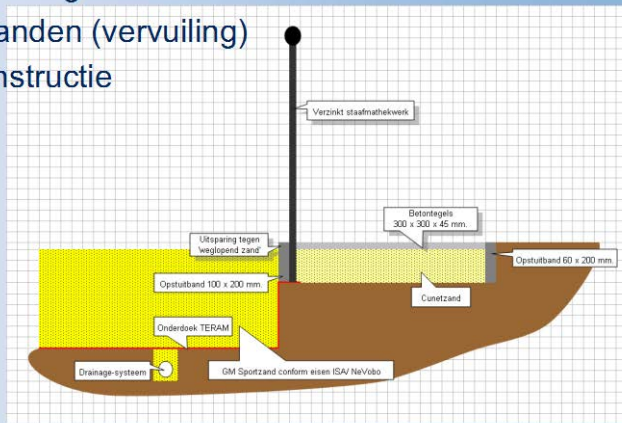 anden (vervuiling)
nstructie
Verzinkt staafmathekwerk
Betontegels
300 x 300 x 45 mm.
Uitsparing tegen
'weglopend zand'
Opstuitband 60 x 200 mm.
Opstuitband 100 x 200 mm.
Cunetzand
Onderdoek TERAM
Drainage-systeem
GM Sportzand conform eisen ISA/ NeVobo